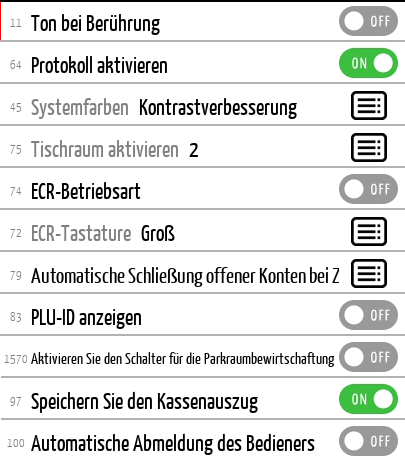 11 Ton bei Berührung OFF
64 Protokoll aktivieren ON
45 Systemfarben Kontrastverbesserung
75 Tischraum aktivieren 2
74 ECR-Betriebsart OFF
72 ECR-Tastature Groß
79 Automatische Schließung offener Konten bei Z
83 PLU-ID anzeigen OFF
1570 Aktivieren Sie den Schalter für die Parkraumbewirtschaftung OFF
97 Speichern Sie den Kassenauszug ON
100 Automatische Abmeldung des Bedieners OFF